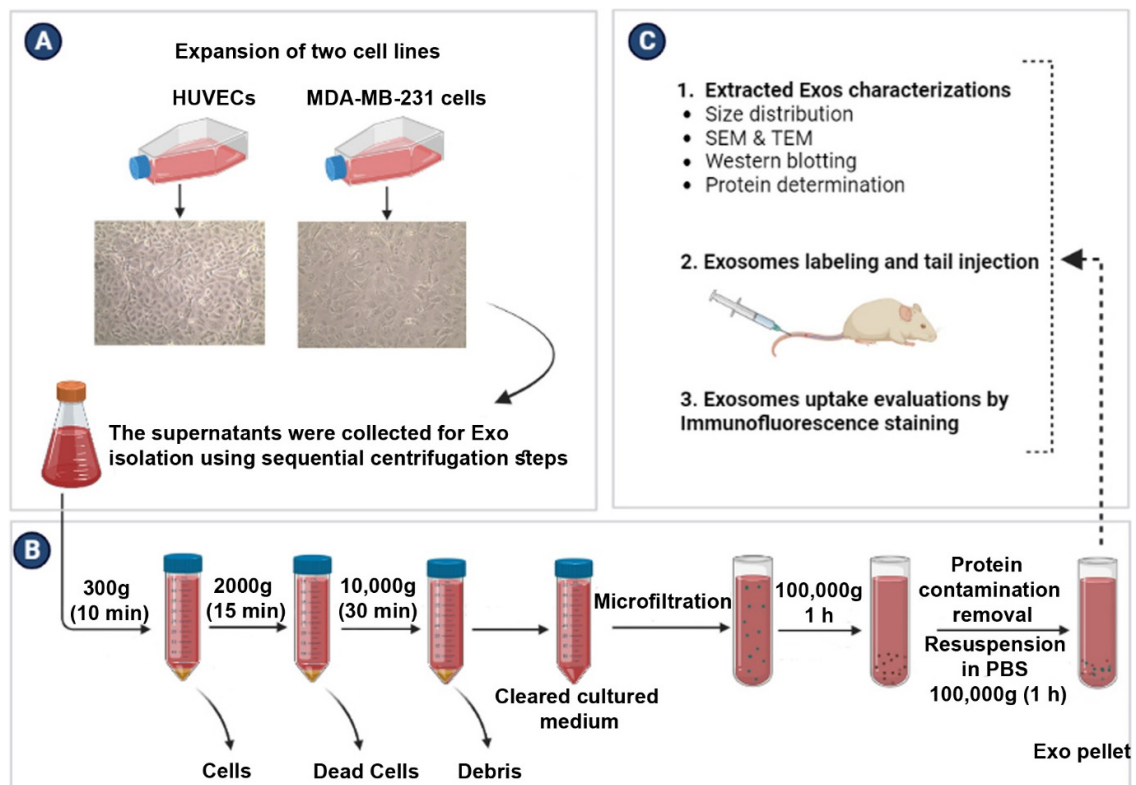 A
Expansion of two cell lines
HUVECs
MDA-MB-231 cells
The supernatants were collected for Exo
isolation using sequential centrifugation steps
C
1. Extracted Exos characterizations
• Size distribution
• SEM & TEM
• Western blotting
• Protein determination
2. Exosomes labeling and tail injection
3. Exosomes uptake evaluations by
Immunofluorescence staining
B
300g
(10 min)
2000g
(15 min)
10,000g
(30 min)
Cleared cultured
medium
Microfiltration
100,000g
1 h
Protein
contamination
removal
Resuspension
in PBS
100,000g (1 h)
Cells
Dead Cells
Debris
Exo pellet